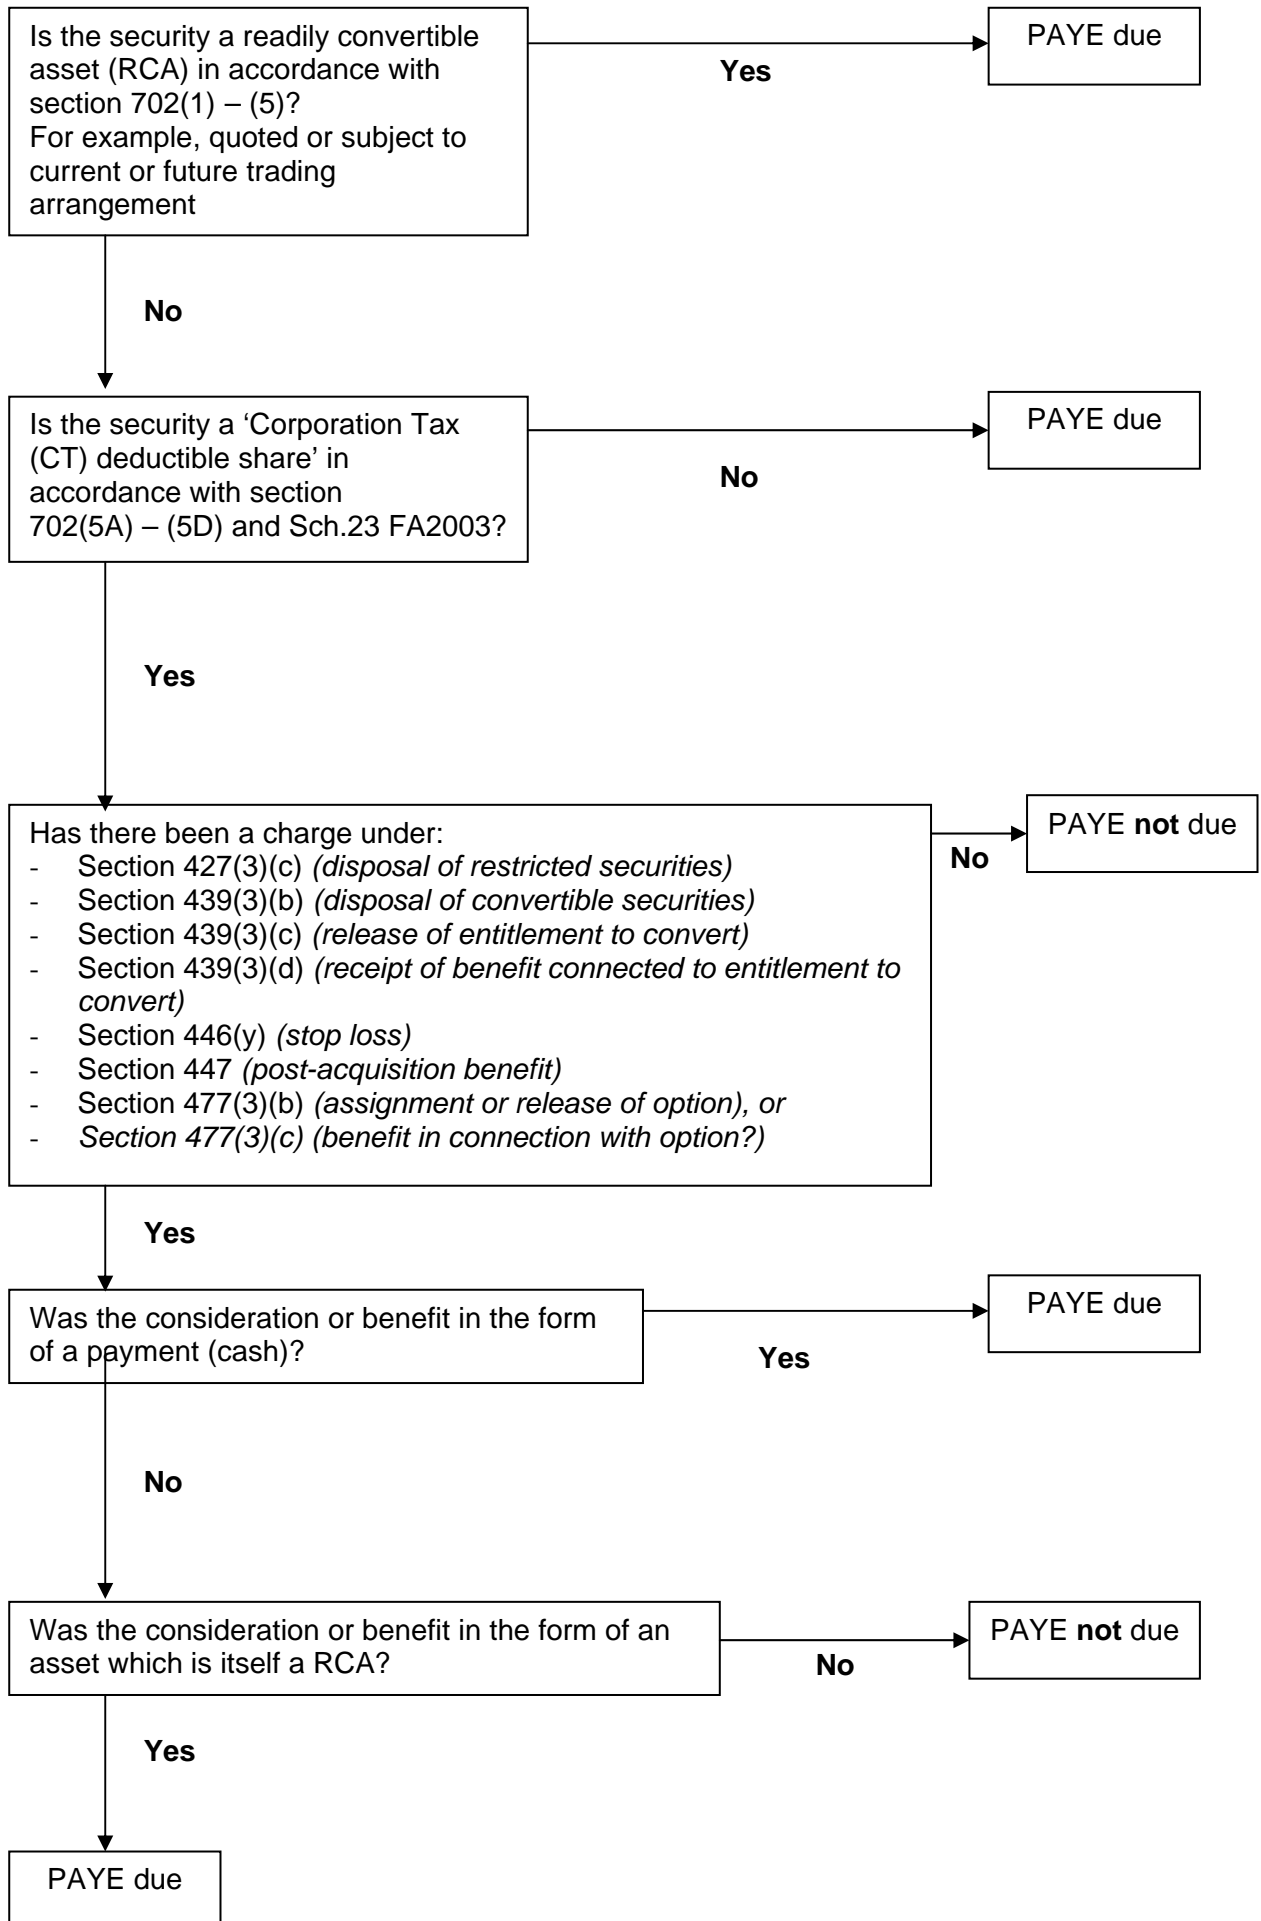 Is the security a readily convertible
asset (RCA) in accordance with
section 702(1) – (5)?
For example, quoted or subject to
current or future trading
arrangement
Yes
PAYE due
No
Is the security a ‘Corporation Tax
(CT) deductible share’ in
accordance with section
702(5A) – (5D) and Sch.23 FA2003?
No
PAYE due
Yes
Has there been a charge under:
- Section 427(3)(c) (disposal of restricted securities)
- Section 439(3)(b) (disposal of convertible securities)
- Section 439(3)(c) (release of entitlement to convert)
- Section 439(3)(d) (receipt of benefit connected to entitlement to
convert)
- Section 446(y) (stop loss)
- Section 447 (post-acquisition benefit)
- Section 477(3)(b) (assignment or release of option), or
- Section 477(3)(c) (benefit in connection with option?)
No
PAYE not due
Yes
Was the consideration or benefit in the form
of a payment (cash)?
Yes
PAYE due
No
Was the consideration or benefit in the form of an
asset which is itself a RCA?
No
PAYE not due
Yes
PAYE due